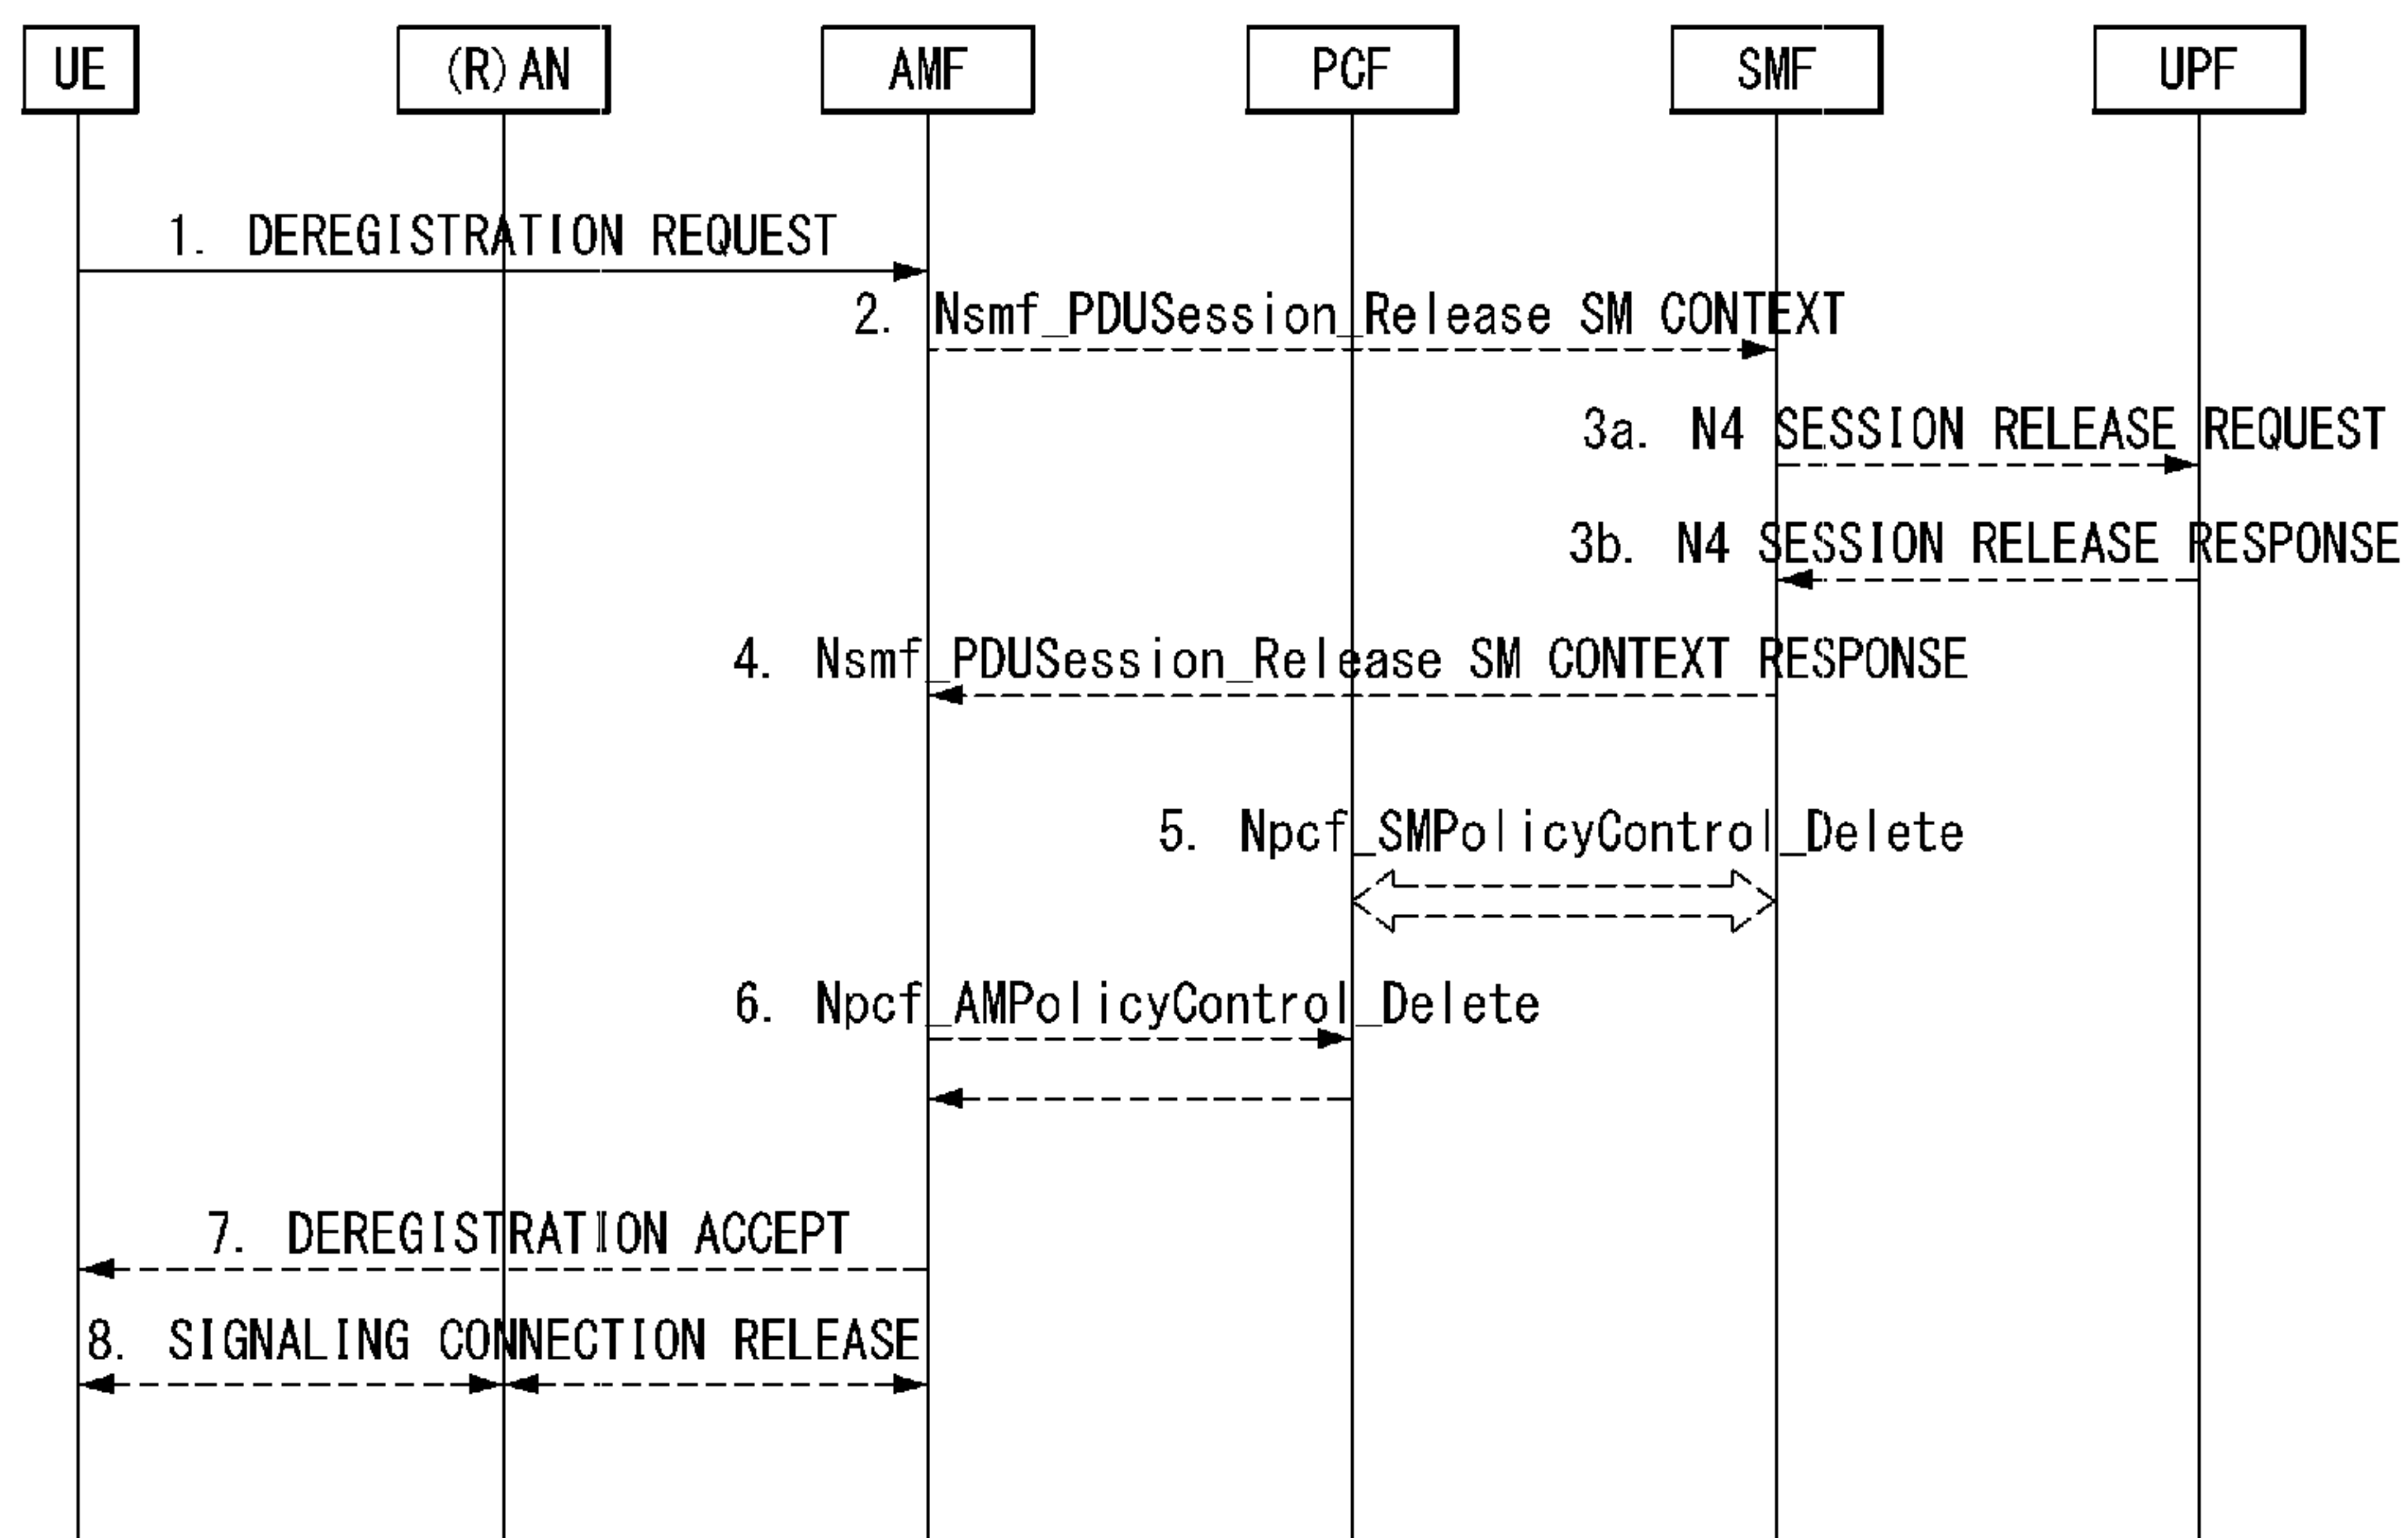 UE
(R)AN
AMF
PCF
SMF
UPF
1. DEREGISTRATION REQUEST
2. Nsmf_PDUSession_Release SM CONTEXT
3a. N4 SESSION RELEASE REQUEST
3b. N4 SESSION RELEASE RESPONSE
4. Nsmf_PDUSession_Release SM CONTEXT RESPONSE
5. Npcf_SMPolicyControl_Delete
6. Npcf_AMPolicyControl_Delete
7. DEREGISTRATION ACCEPT
8. SIGNALING CONNECTION RELEASE